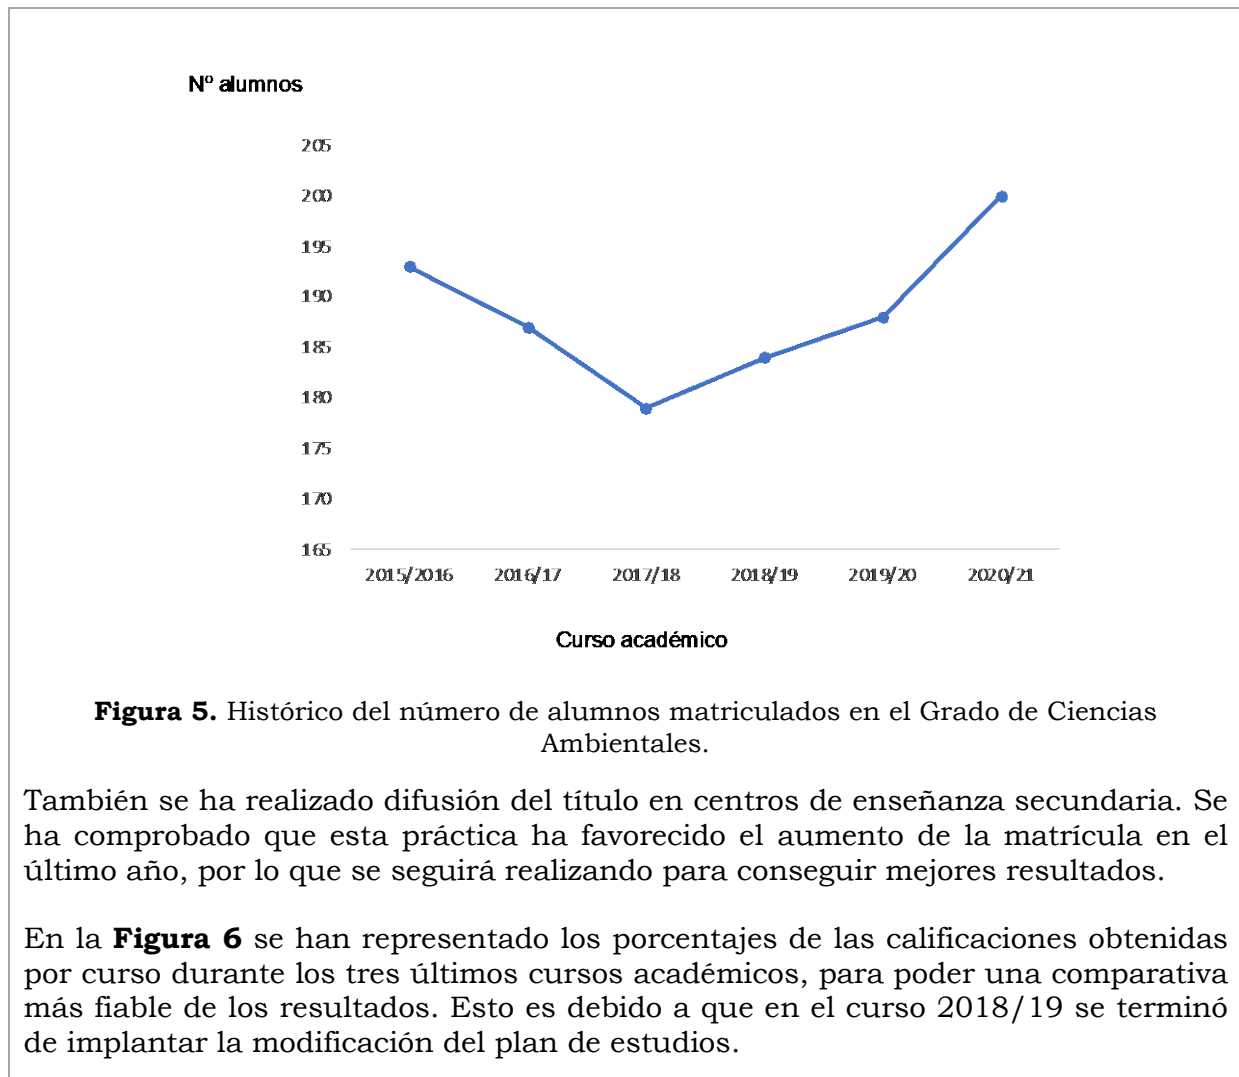 Nº alumnos
205
200
195
190
185
180
175
170
165
2015/2016 2016/17 2017/18 2018/19 2019/20 2020/21
Curso académico
Figura 5. Histórico del número de alumnos matriculados en el Grado de Ciencias
Ambientales.
También se ha realizado difusión del título en centros de enseñanza secundaria. Se
ha comprobado que esta práctica ha favorecido el aumento de la matrícula en el
último año, por lo que se seguirá realizando para conseguir mejores resultados.
En la Figura 6 se han representado los porcentajes de las calificaciones obtenidas
por curso durante los tres últimos cursos académicos, para poder una comparativa
más fiable de los resultados. Esto es debido a que en el curso 2018/19 se terminó
de implantar la modificación del plan de estudios.